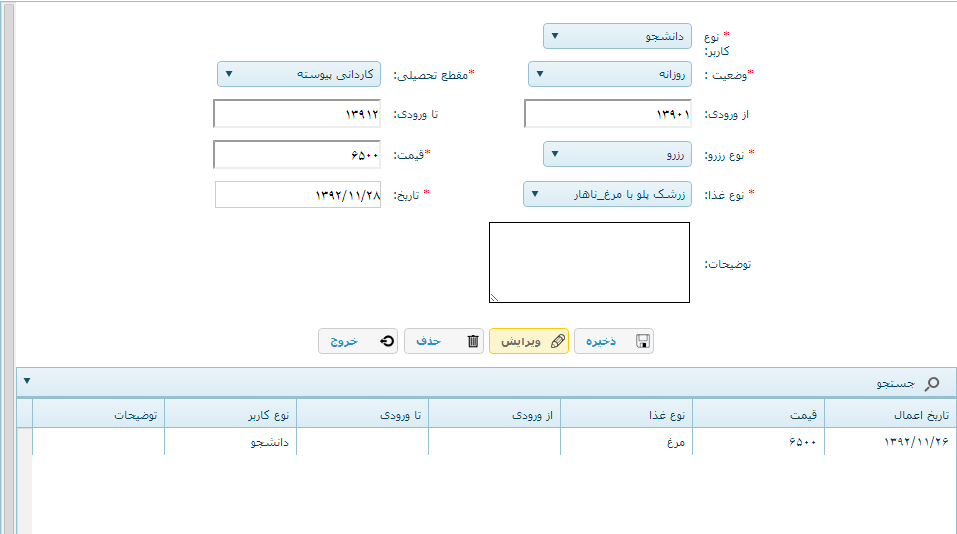 * نوع کاربر: دانشجو
*وضعیت : روزانه *مقطع تحصیلی: کاردانی پیوسته
از ورودی: ۱۳۹۰۱ تا ورودی: ۱۳۹۱۲
* نوع رزرو: رزرو *قیمت: ۶۵۰۰
* نوع غذا: زرشک پلو با مرغ_ناهار * تاریخ: ۱۳۹۲/۱۱/۲۸
توضیحات:
ذخیره ویرایش حذف خروج
جستجو
تاریخ اعمال قیمت نوع غذا از ورودی تا ورودی نوع کاربر توضیحات
۱۳۹۲/۱۱/۲۶ ۶۵۰۰ مرغ دانشجو